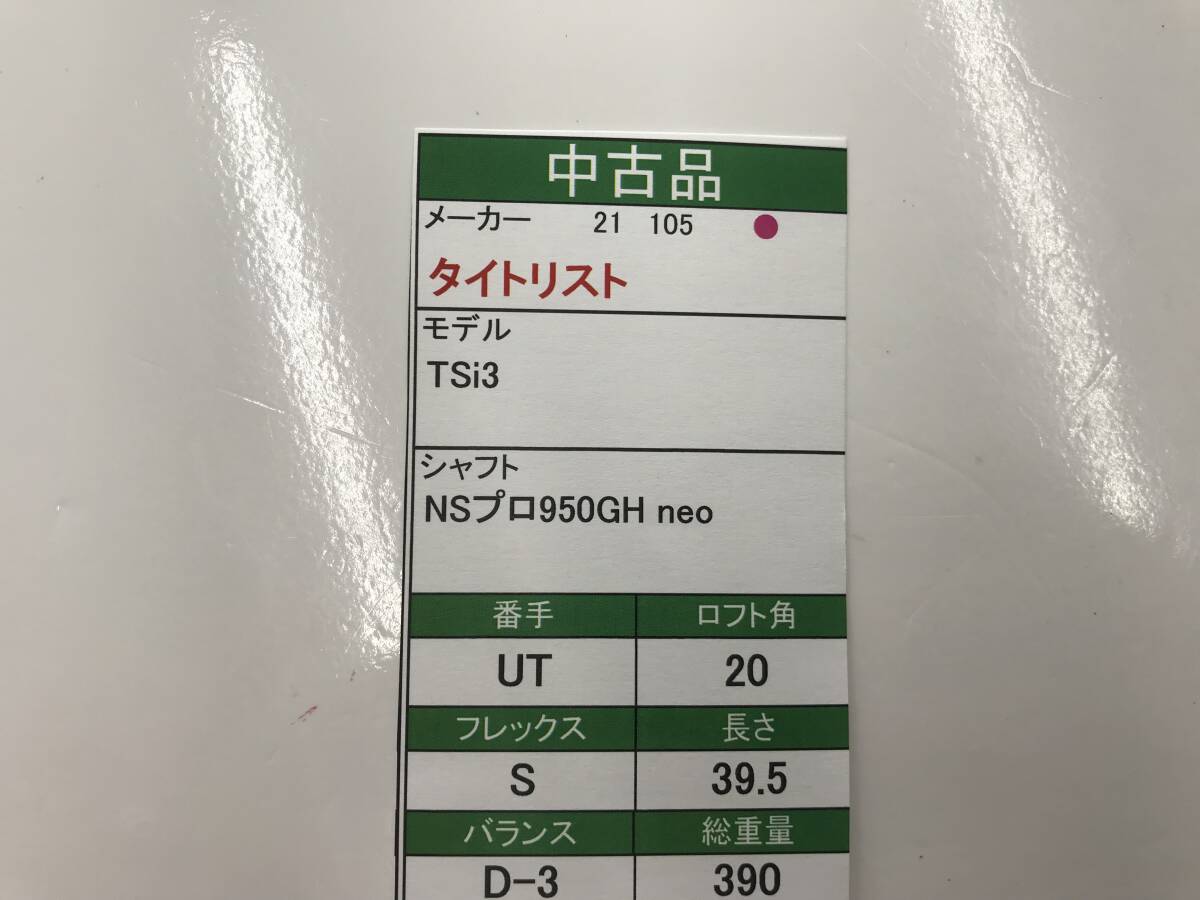 中古品
メーカー 21 105
タイトリスト
モデル
TSi3
シャフト
NSプロ950GH neo
番手 ロフト角
UT 20
フレックス 長さ
S 39.5
バランス 総重量
D-3 390